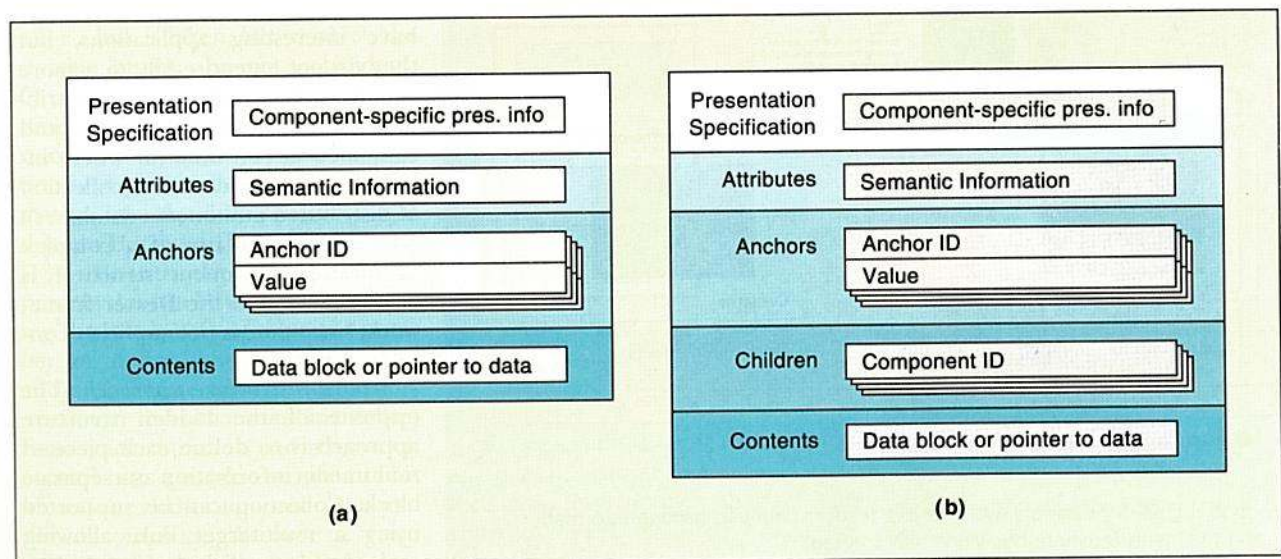 Presentation
Specification
Component-specific pres. info
Attributes
Semantic Information
Anchors
Anchor ID
Value
Contents
Data block or pointer to data
(a)
Presentation
Specification
Component-specific pres. info
Attributes
Semantic Information
Anchors
Anchor ID
Value
Children
Component ID
Contents
Data block or pointer to data
(b)